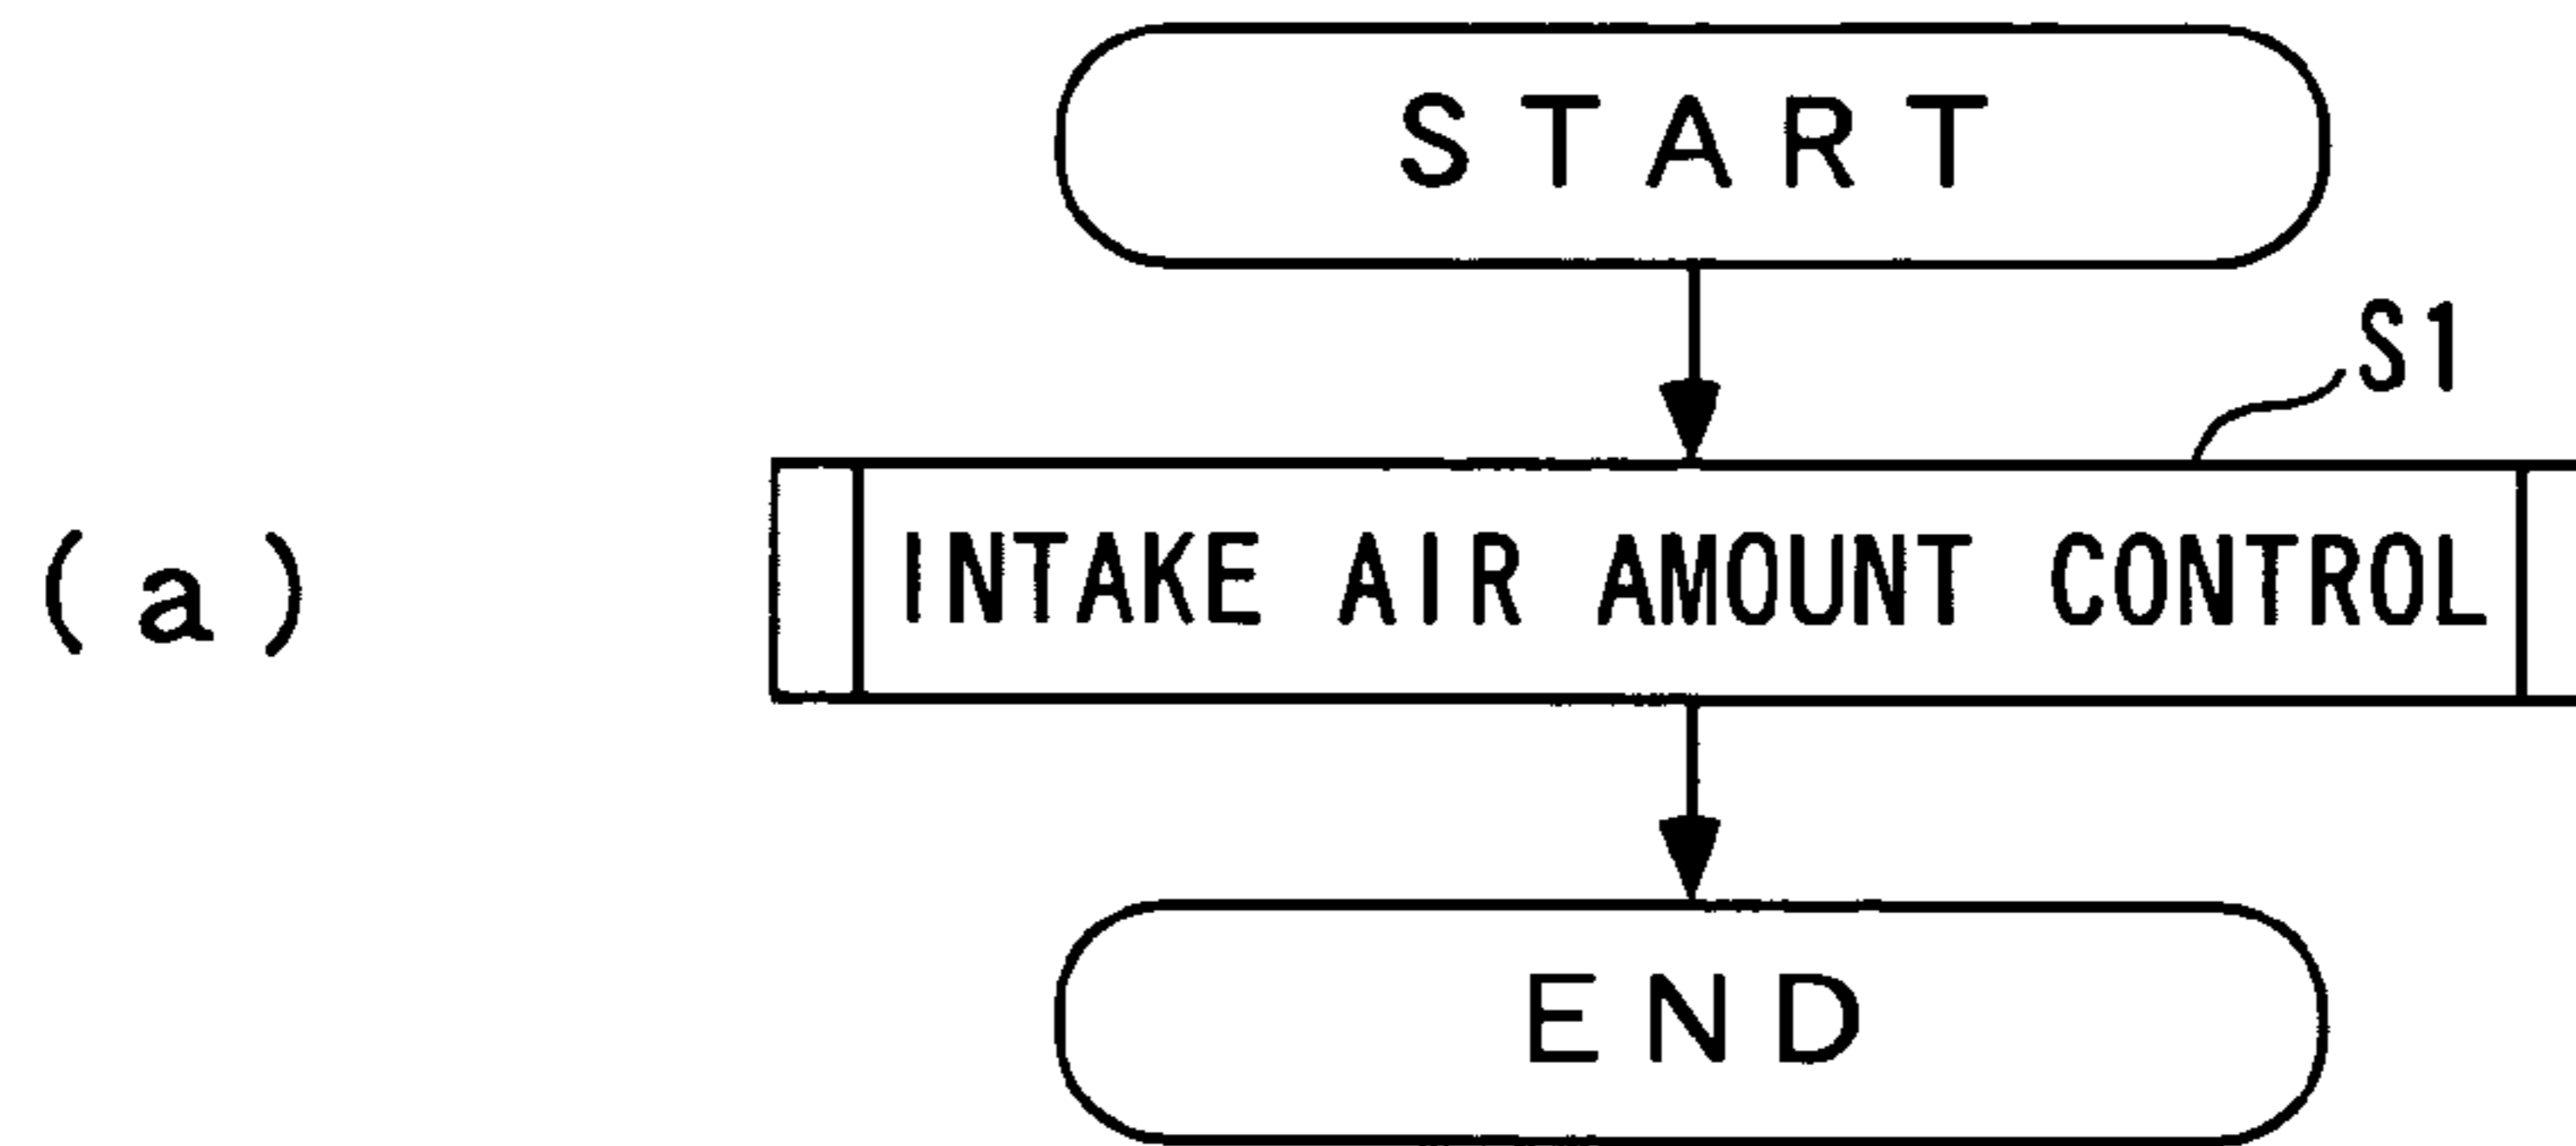 START
S1
(a)
INTAKE AIR AMOUNT CONTROL
END